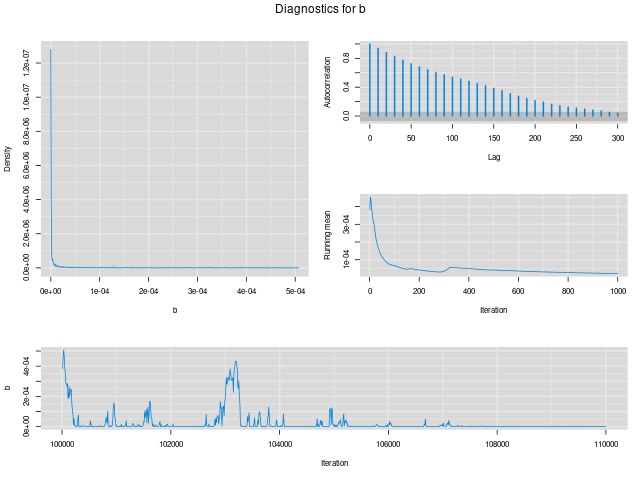 Diagnostics for b
Density
0.0e+00 2.0e+06 4.0e+06 6.0e+06 8.0e+06 1.0e+07 1.2e+07
0e+00 1e-04 2e-04 3e-04 4e-04 5e-04
b
Autocorrelation
0.0 0.4 0.8
0 50 100 150 200 250 300
Lag
Running mean
1e-04 3e-04
0 200 400 600 800 1000
Iteration
b
0e+00 2e-04 4e-04
100000 102000 104000 106000 108000 110000
Iteration